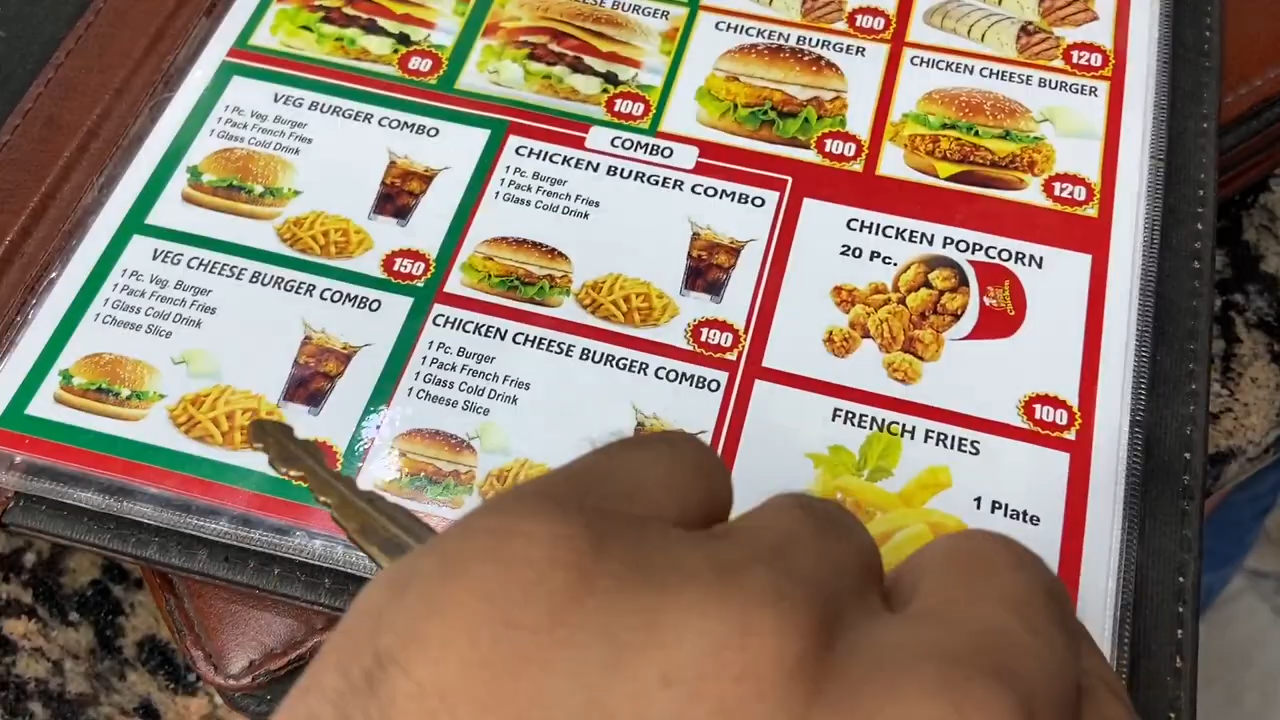 80
CHEESE BURGER
100
100
CHICKEN BURGER
100
120
CHICKEN CHEESE BURGER
120
VEG BURGER COMBO
1 Pc. Veg. Burger
1 Pack French Fries
1 Glass Cold Drink
150
COMBO
CHICKEN BURGER COMBO
1 Pc. Burger
1 Pack French Fries
1 Glass Cold Drink
190
CHICKEN POPCORN
20 Pc.
100
VEG CHEESE BURGER COMBO
1 Pc. Veg. Burger
1 Pack French Fries
1 Glass Cold Drink
1 Cheese Slice
CHICKEN CHEESE BURGER COMBO
1 Pc. Burger
1 Pack French Fries
1 Glass Cold Drink
1 Cheese Slice
FRENCH FRIES
1 Plate